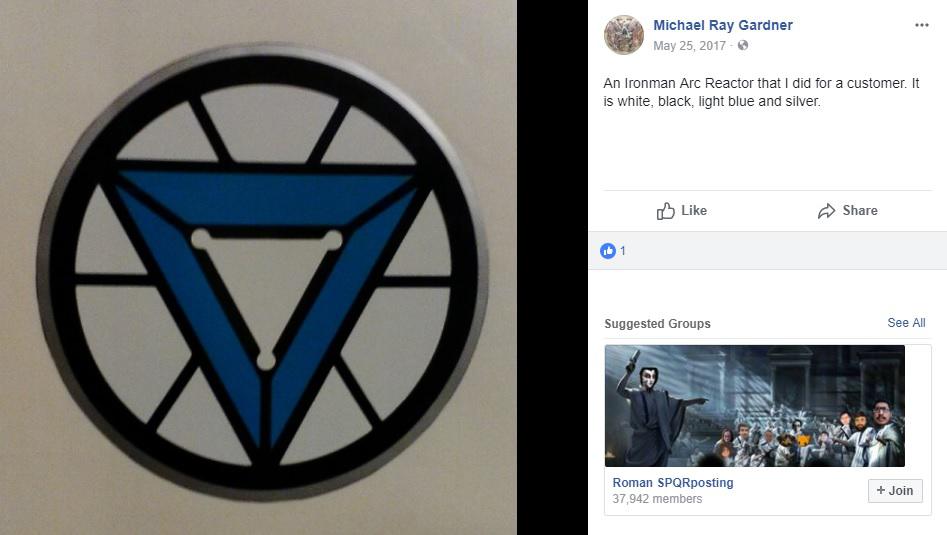 Michael Ray Gardner
...
May 25, 2017 ·
An Ironman Arc Reactor that I did for a customer. It
is white, black, light blue and silver.
Like
Share
1
Suggested Groups
See All
Roman SPQRposting
37,942 members
+ Join